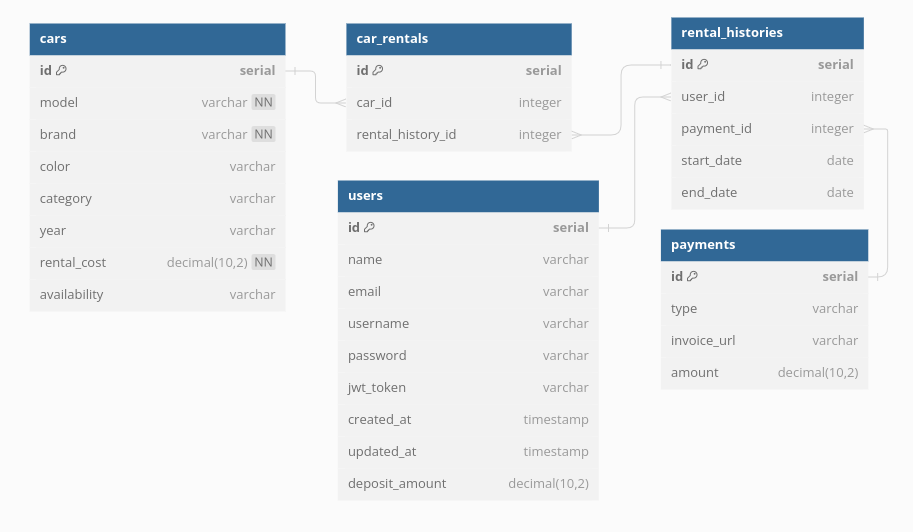 cars
id serial
model varchar NN
brand varchar NN
color varchar
category varchar
year varchar
rental_cost decimal(10,2) NN
availability varchar
car_rentals
id serial
car_id integer
rental_history_id integer
users
id serial
name varchar
email varchar
username varchar
password varchar
jwt_token varchar
created_at timestamp
updated_at timestamp
deposit_amount decimal(10,2)
rental_histories
id serial
user_id integer
payment_id integer
start_date date
end_date date
payments
id serial
type varchar
invoice_url varchar
amount decimal(10,2)